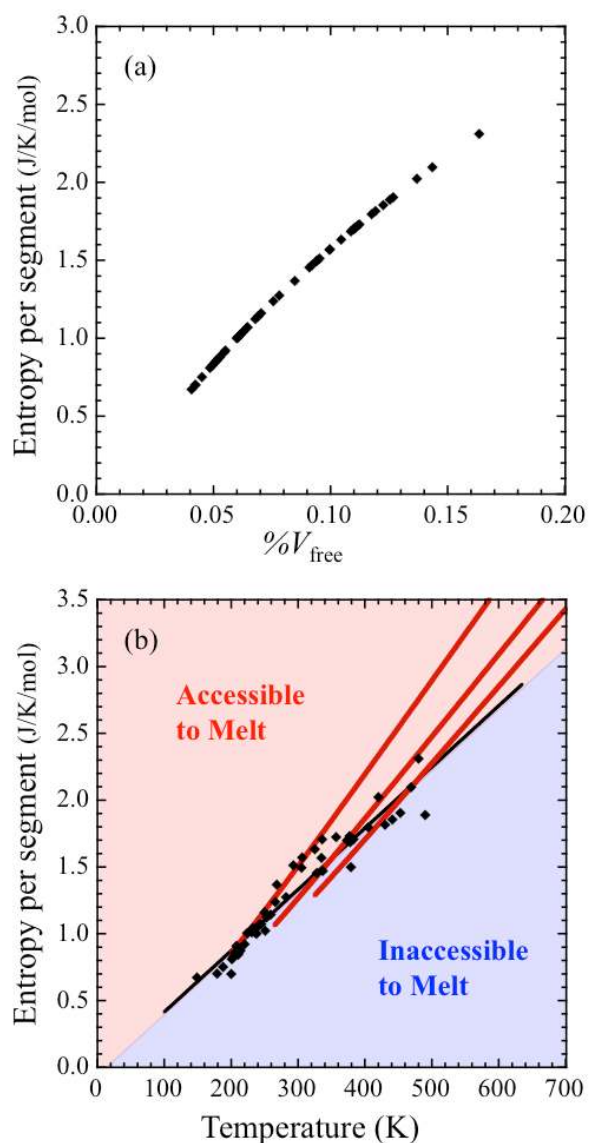 3.0
(a)
2.5
2.0
1.5
1.0
0.5
0.0
Entropy per segment (J/K/mol)
0.00 0.05 0.10 0.15 0.20
%Vfree
3.5
(b)
3.0
Accessible
to Melt
2.5
2.0
1.5
1.0
Inaccessible
to Melt
0.5
0.0
Entropy per segment (J/K/mol)
0 100 200 300 400 500 600 700
Temperature (K)